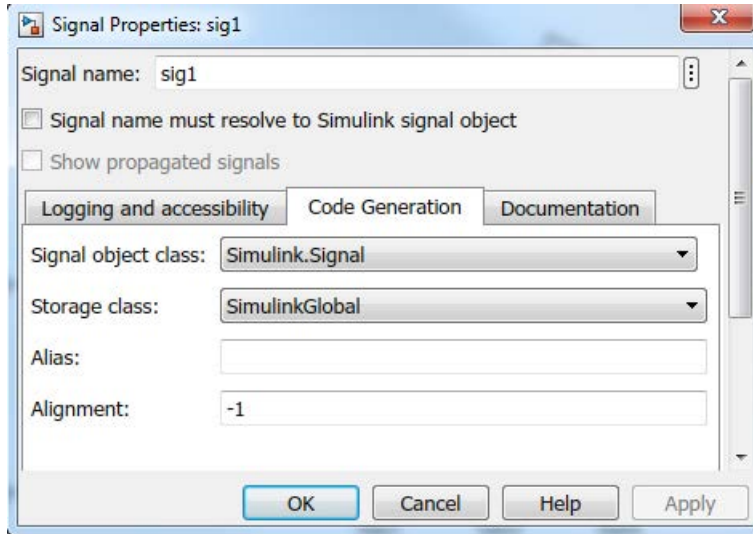 Signal Properties: sig1
Signal name: sig1
Signal name must resolve to Simulink signal object
Show propagated signals
Logging and accessibility Code Generation Documentation
Signal object class: Simulink.Signal
Storage class: SimulinkGlobal
Alias:
Alignment: -1
OK Cancel Help Apply